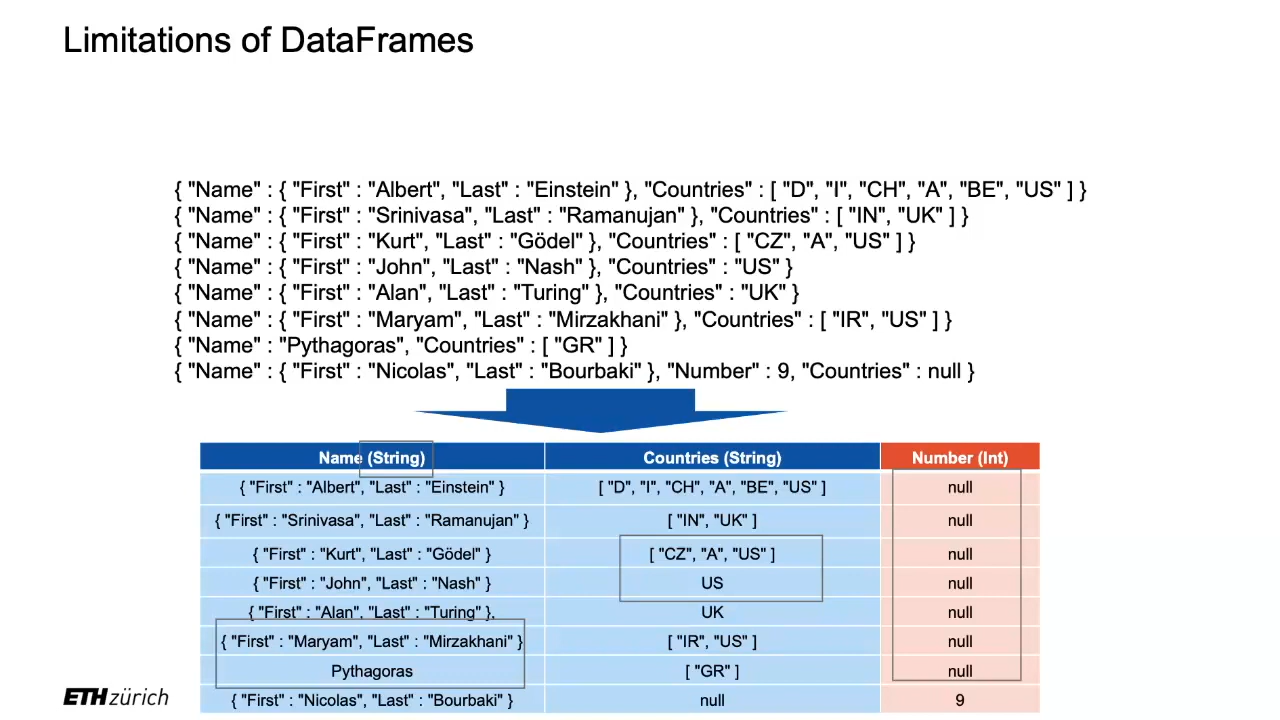 Limitations of DataFrames
{ "Name" : { "First" : "Albert", "Last" : "Einstein" }, "Countries" : [ "D", "I", "CH", "A", "BE", "US" ] }
{ "Name" : { "First" : "Srinivasa", "Last" : "Ramanujan" }, "Countries" : [ "IN", "UK" ] }
{ "Name" : { "First" : "Kurt", "Last" : "Gödel" }, "Countries" : [ "CZ", "A", "US" ] }
{ "Name" : { "First" : "John", "Last" : "Nash" }, "Countries" : "US" }
{ "Name" : { "First" : "Alan", "Last" : "Turing" }, "Countries" : "UK" }
{ "Name" : { "First" : "Maryam", "Last" : "Mirzakhani" }, "Countries" : [ "IR", "US" ] }
{ "Name" : "Pythagoras", "Countries" : [ "GR" ] }
{ "Name" : { "First" : "Nicolas", "Last" : "Bourbaki" }, "Number" : 9, "Countries" : null }
Name (String) Countries (String) Number (Int)
{ "First" : "Albert", "Last" : "Einstein" } [ "D", "I", "CH", "A", "BE", "US" ] null
{ "First" : "Srinivasa", "Last" : "Ramanujan" } [ "IN", "UK" ] null
{ "First" : "Kurt", "Last" : "Gödel" } [ "CZ", "A", "US" ] null
{ "First" : "John", "Last" : "Nash" } US null
{ "First" : "Alan", "Last" : "Turing" }, UK null
{ "First" : "Maryam", "Last" : "Mirzakhani" } [ "IR", "US" ] null
Pythagoras [ "GR" ] null
{ "First" : "Nicolas", "Last" : "Bourbaki" } null 9
ETH zürich